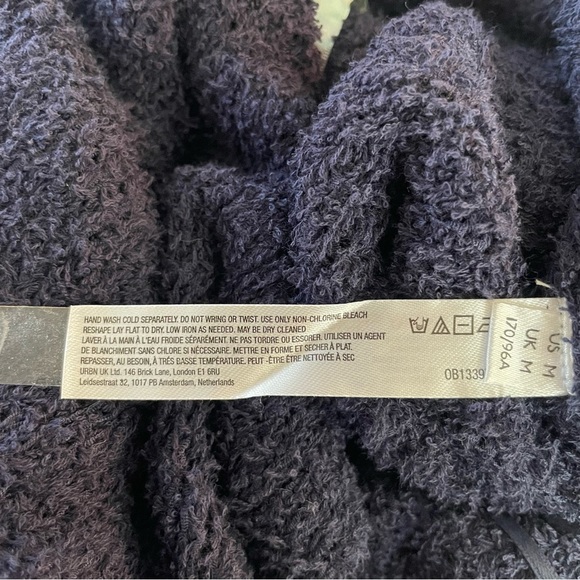 HAND WASH COLD SEPARATELY. DO NOT WRING OR TWIST. USE ONLY NON-CHLORINE BLEACH
RESHAPE LAY FLAT TO DRY. LOW IRON AS NEEDED. MAY BE DRY CLEANED
LAVER À LA MAIN À L'EAU FROIDE SÉPARÉMENT. NE PAS TORDRE OU ESSORER. UTILISER UN AGENT
DE BLANCHIMENT SANS CHLORE SI NÉCESSAIRE. METTRE EN FORME ET SÉCHER À PLAT.
REPASSER, AU BESOIN, À TRÈS BASSE TEMPÉRATURE. PEUT -ÊTRE ÊTRE NETTOYÉE À SEC
URBN UK Ltd. 146 Brick Lane, London E1 6RU
Leidsestraat 32, 1017 PB Amsterdam, Netherlands
OB1339
US M
UK M
170/96A